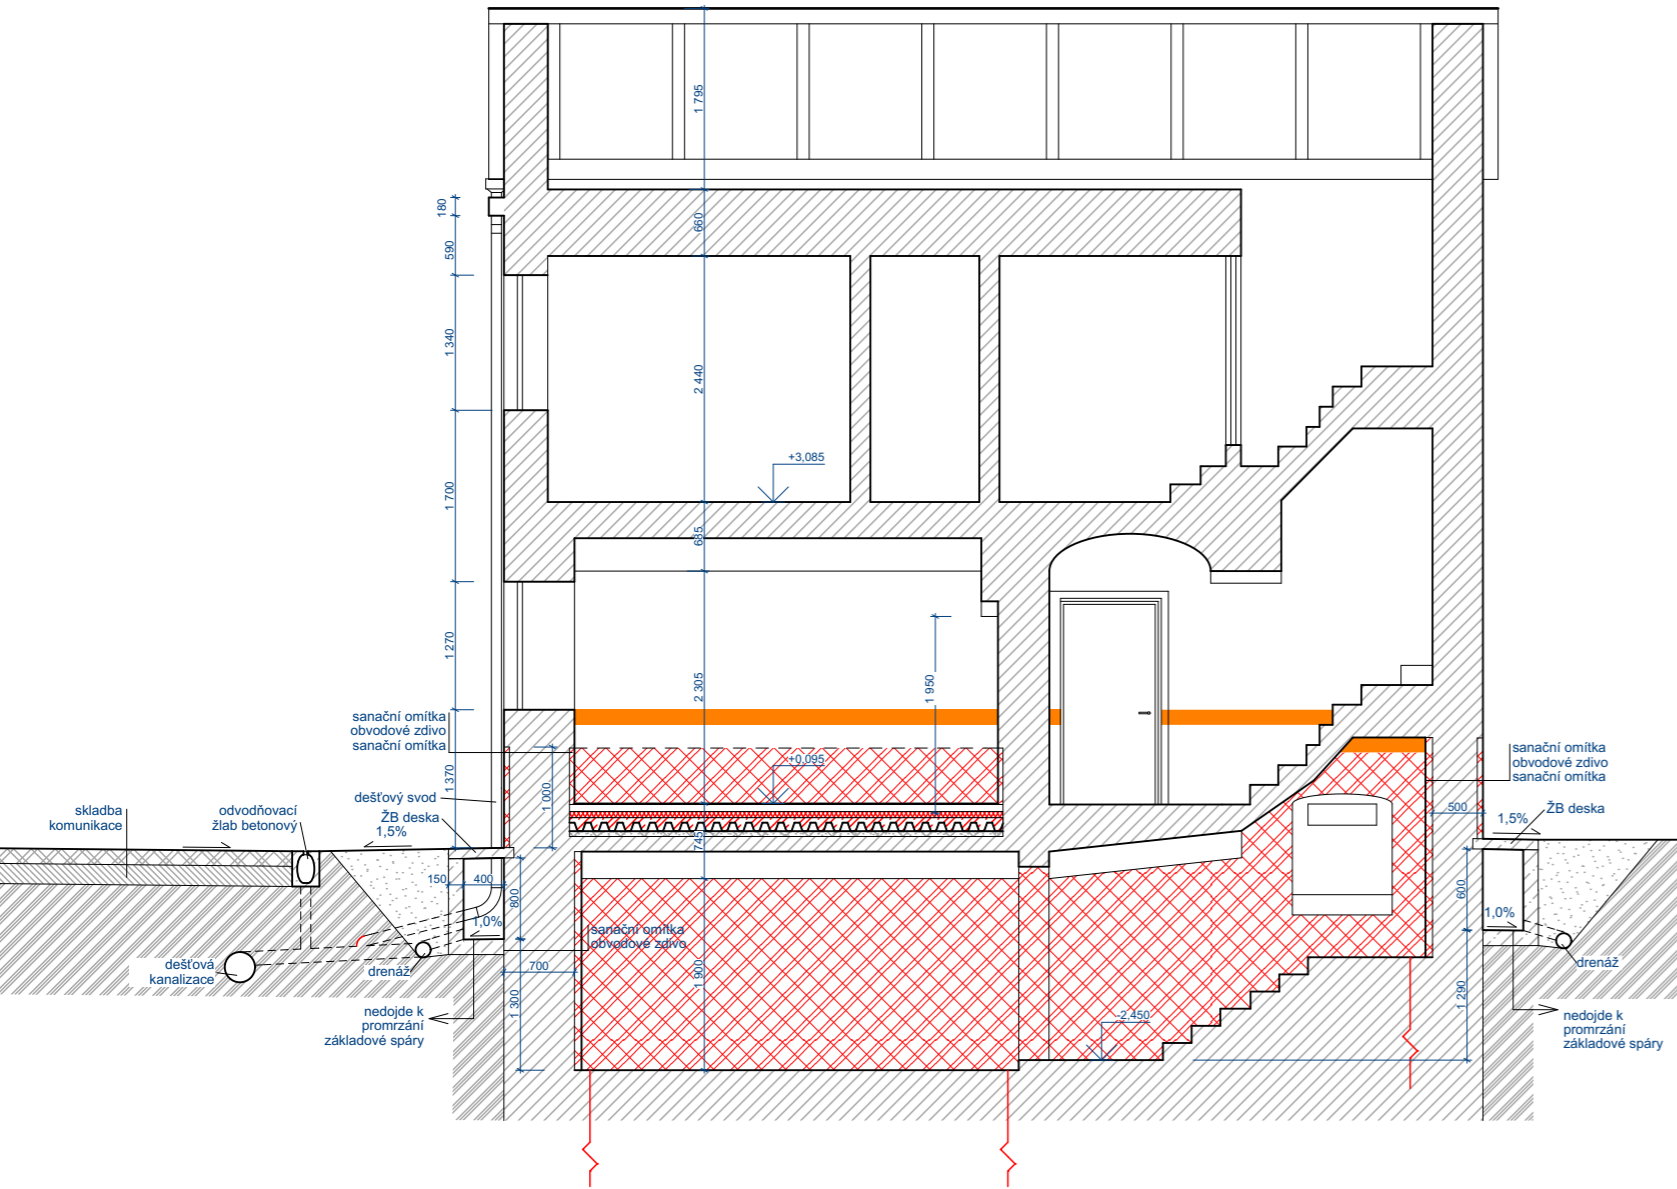 1 795
180
660
590
1 340
2 440
+3,085
1 700
685
1 270
2 305
1 950
sanační omítka
obvodové zdivo
sanační omítka
sanační omítka
obvodové zdivo
sanační omítka
+0,095
1 370
1 000
dešťový svod
skladba
komunikace
odvodňovací
žlab betonový
ŽB deska
1,5%
500
1,5%
ŽB deska
745
150
400
800
600
1,0%
1,0%
sanační omítka
obvodové zdivo
dešťová
kanalizace
drenáž
700
1 900
1 300
drenáž
1 290
nedojde k
promrzání
základové spáry
-2,450
nedojde k
promrzání
základové spáry